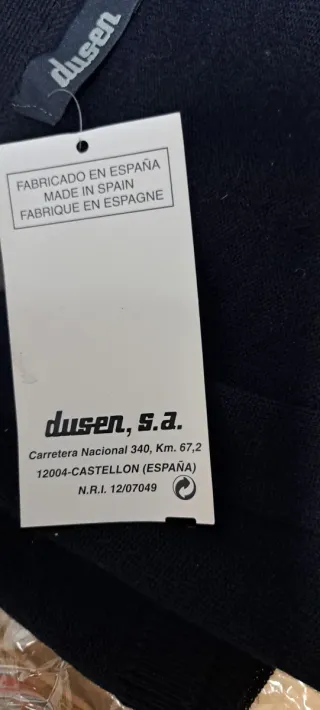 dusen
FABRICADO EN ESPAÑA
MADE IN SPAIN
FABRIQUE EN ESPAGNE
dusen, s.a.
Carretera Nacional 340, Km. 67,2
12004-CASTELLON (ESPAÑA)
N.R.I. 12/07049